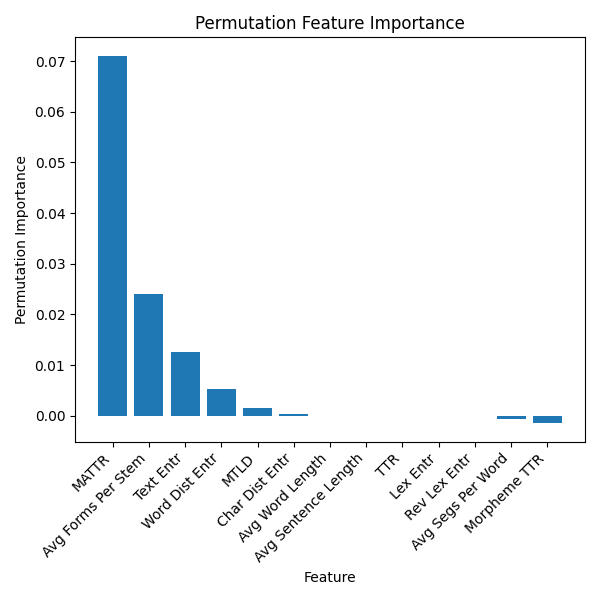 Permutation Feature Importance
Permutation Importance
0.07
0.06
0.05
0.04
0.03
0.02
0.01
0.00
MATTR
Avg Forms Per Stem
Text Entr
Word Dist Entr
MTLD
Char Dist Entr
Avg Word Length
Avg Sentence Length
TTR
Lex Entr
Rev Lex Entr
Avg Segs Per Word
Morpheme TTR
Feature